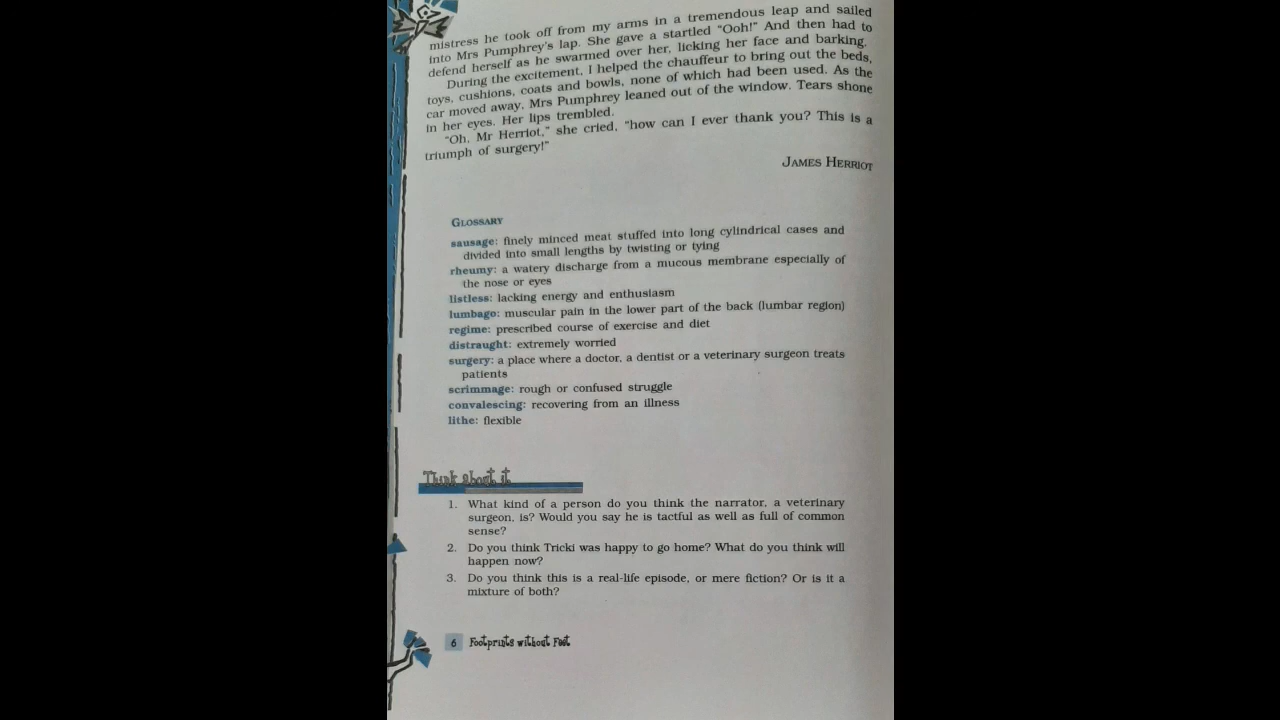 mistress he took off from my arms in a tremendous leap and sailed
into Mrs Pumphrey's lap. She gave a startled “Ooh!” And then had to
defend herself as he swarmed over her, licking her face and barking.
During the excitement, I helped the chauffeur to bring out the beds,
toys, cushions, coats and bowls, none of which had been used. As the
car moved away, Mrs Pumphrey leaned out of the window. Tears shone
in her eyes. Her lips trembled.
“Oh, Mr Herriot,” she cried, “how can I ever thank you? This is a
triumph of surgery!”
JAMES HERRIOT
GLOSSARY
sausage: finely minced meat stuffed into long cylindrical cases and
divided into small lengths by twisting or tying
rheumy: a watery discharge from a mucous membrane especially of
the nose or eyes
listless: lacking energy and enthusiasm
lumbago: muscular pain in the lower part of the back (lumbar region)
regime: prescribed course of exercise and diet
distraught: extremely worried
surgery: a place where a doctor, a dentist or a veterinary surgeon treats
patients
scrimmage: rough or confused struggle
convalescing: recovering from an illness
lithe: flexible
Think about it
1. What kind of a person do you think the narrator, a veterinary
surgeon, is? Would you say he is tactful as well as full of common
sense?
2. Do you think Tricki was happy to go home? What do you think will
happen now?
3. Do you think this is a real-life episode, or mere fiction? Or is it a
mixture of both?
6 Footprints without Feet